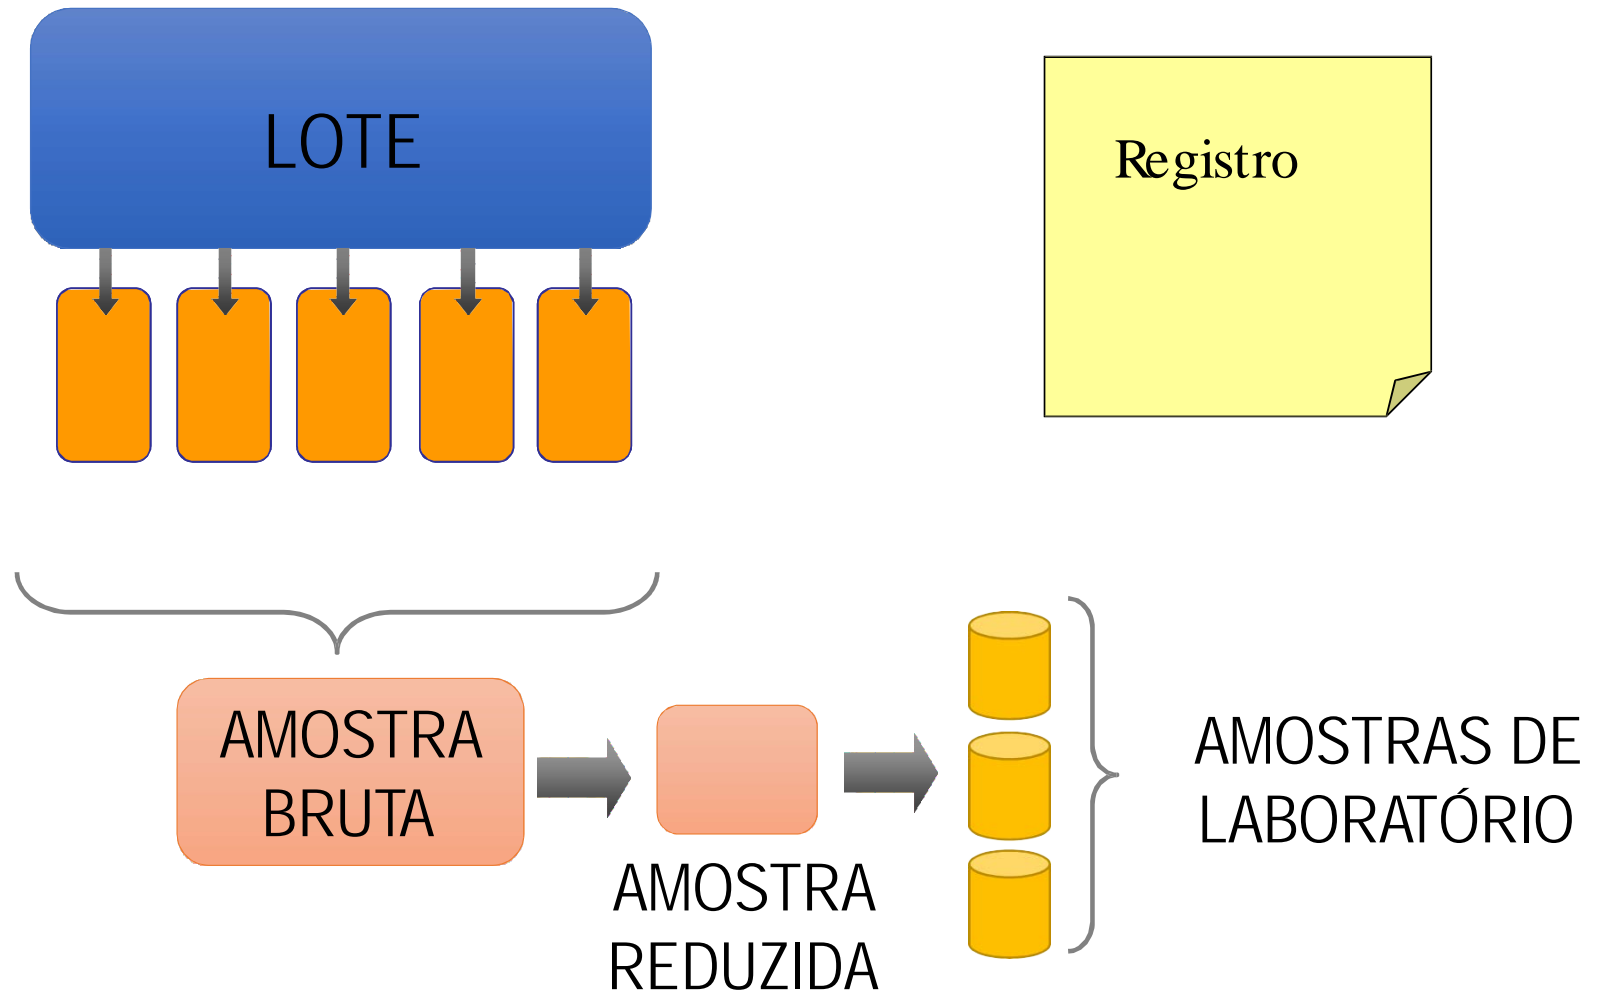 LOTE
Registro
AMOSTRA
BRUTA
AMOSTRA
REDUZIDA
AMOSTRAS DE
LABORATÓRIO